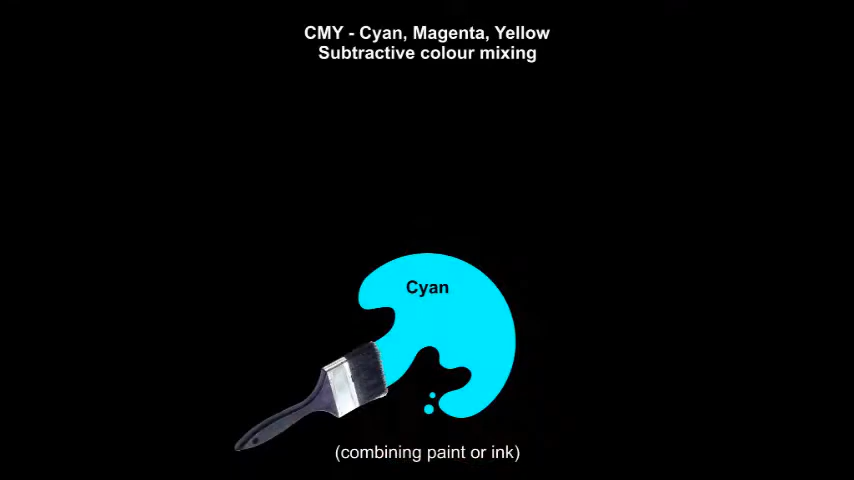 CMY - Cyan, Magenta, Yellow
Subtractive colour mixing
Cyan
(combining paint or ink)